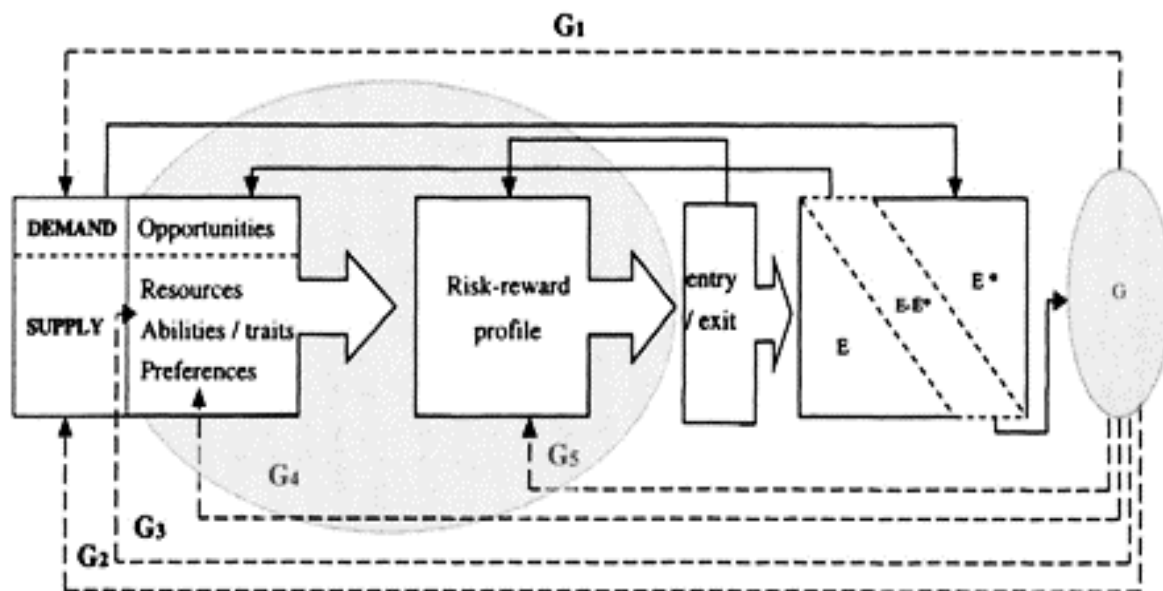 G1
DEMAND
Opportunities
SUPPLY
Resources
Abilities / traits
Preferences
Risk-reward
profile
entry
/ exit
E
E-E*
E *
G
G4
G5
G3
G2